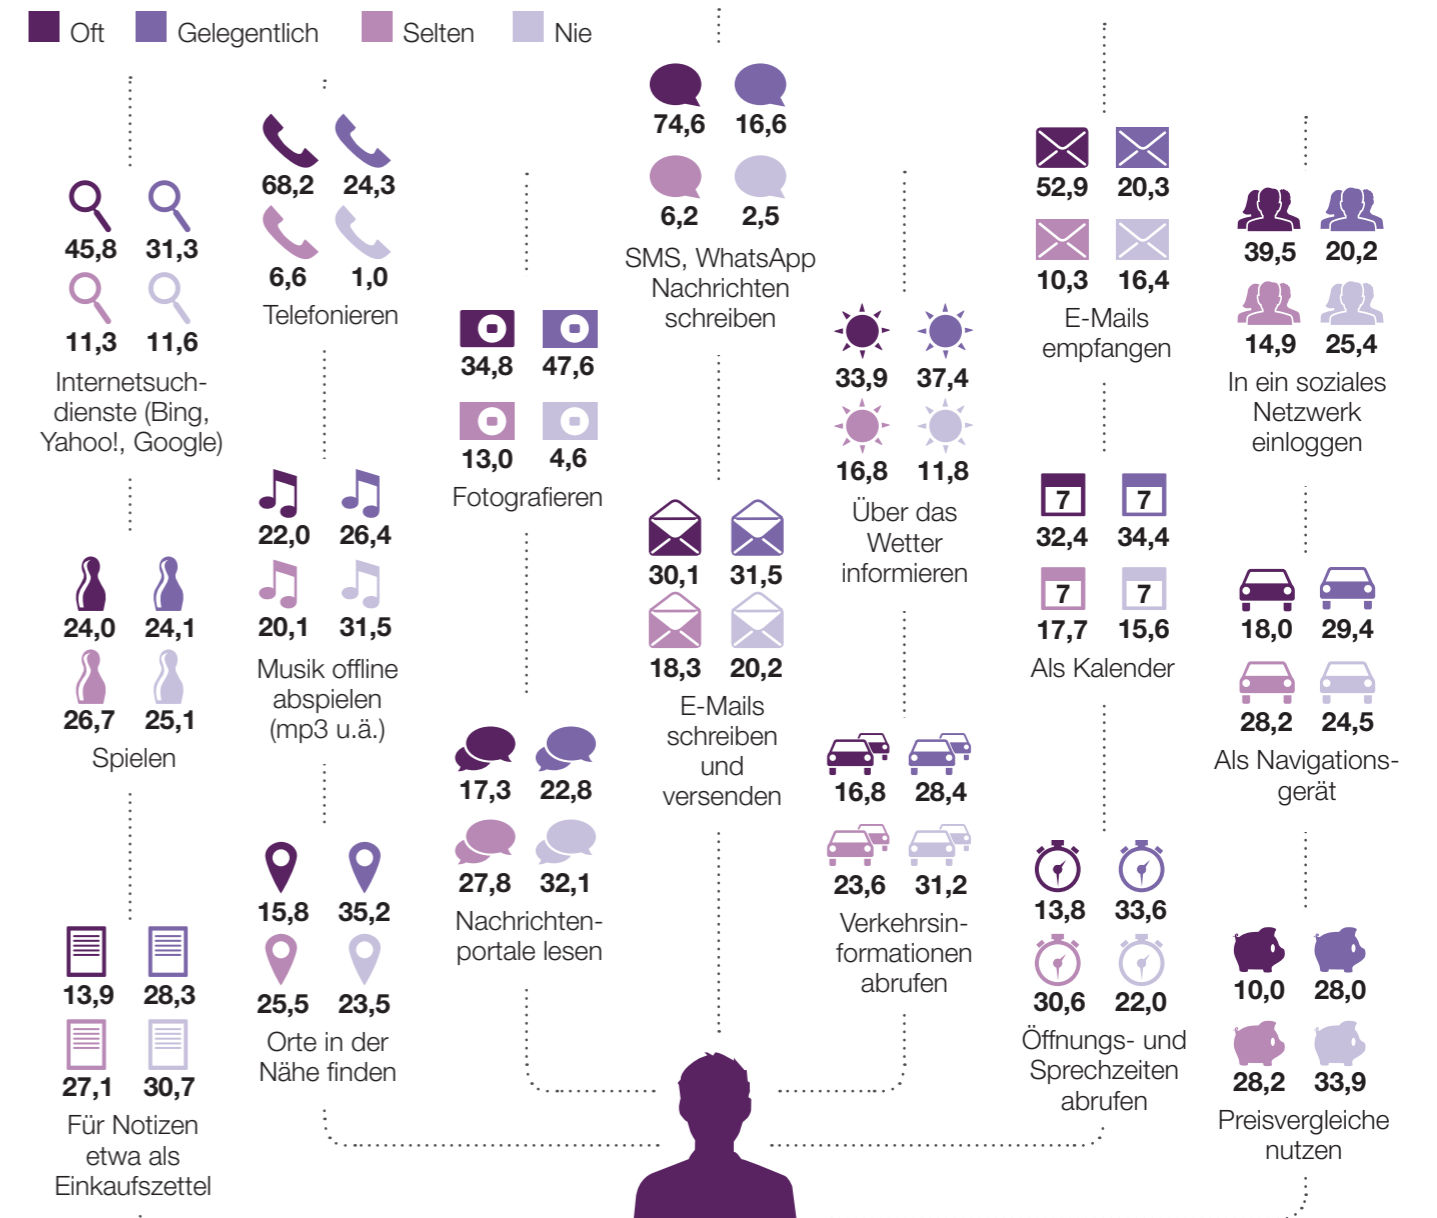 Oft Gelegentlich Selten Nie
45,8 31,3
11,3 11,6
Internetsuch-
dienste (Bing,
Yahoo!, Google)
24,0 24,1
26,7 25,1
Spielen
13,9 28,3
27,1 30,7
Für Notizen
etwa als
Einkaufszettel
68,2 24,3
6,6 1,0
Telefonieren
22,0 26,4
20,1 31,5
Musik offline
abspielen
(mp3 u.ä.)
15,8 35,2
25,5 23,5
Orte in der
Nähe finden
34,8 47,6
13,0 4,6
Fotografieren
17,3 22,8
27,8 32,1
Nachrichten-
portale lesen
74,6 16,6
6,2 2,5
SMS, WhatsApp
Nachrichten
schreiben
30,1 31,5
18,3 20,2
E-Mails
schreiben
und
versenden
33,9 37,4
16,8 11,8
Über das
Wetter
informieren
16,8 28,4
23,6 31,2
Verkehrsin-
formationen
abrufen
52,9 20,3
10,3 16,4
E-Mails
empfangen
7 7
32,4 34,4
7 7
17,7 15,6
Als Kalender
13,8 33,6
30,6 22,0
Öffnungs- und
Sprechzeiten
abrufen
39,5 20,2
14,9 25,4
In ein soziales
Netzwerk
einloggen
18,0 29,4
28,2 24,5
Als Navigations-
gerät
10,0 28,0
28,2 33,9
Preisvergleiche
nutzen